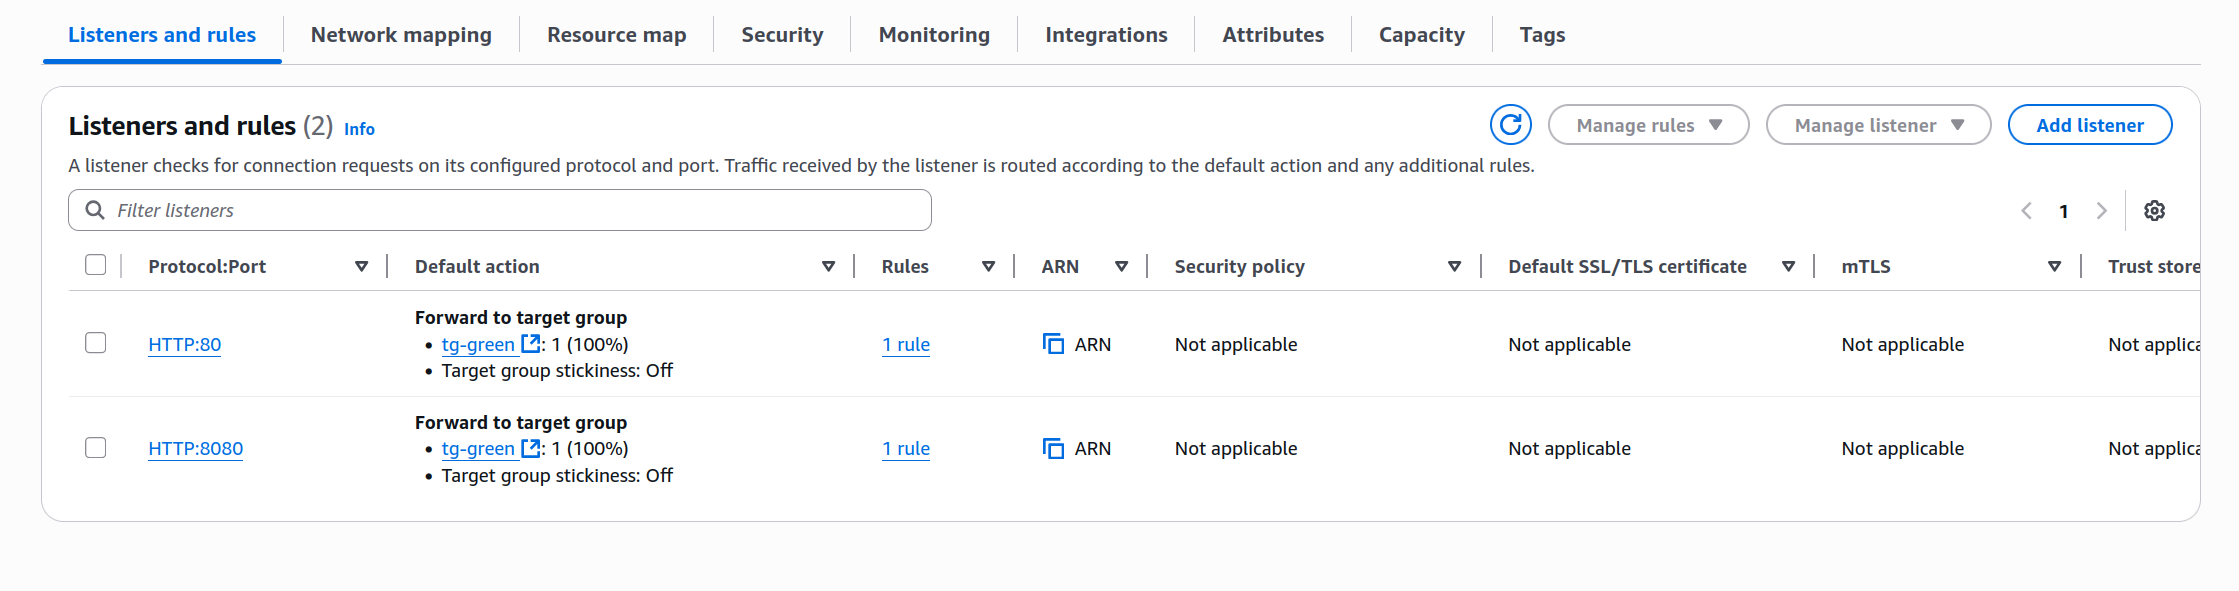 Listeners and rules
Network mapping
Resource map
Security
Monitoring
Integrations
Attributes
Capacity
Tags
Listeners and rules (2) Info
Manage rules
Manage listener
Add listener
A listener checks for connection requests on its configured protocol and port. Traffic received by the listener is routed according to the default action and any additional rules.
Filter listeners
1
Protocol:Port Default action Rules ARN Security policy Default SSL/TLS certificate mTLS Trust store
Forward to target group
HTTP:80 • tg-green : 1 (100%) 1 rule ARN Not applicable Not applicable Not applicable Not applica
• Target group stickiness: Off
Forward to target group
HTTP:8080 • tg-green : 1 (100%) 1 rule ARN Not applicable Not applicable Not applicable Not applica
• Target group stickiness: Off